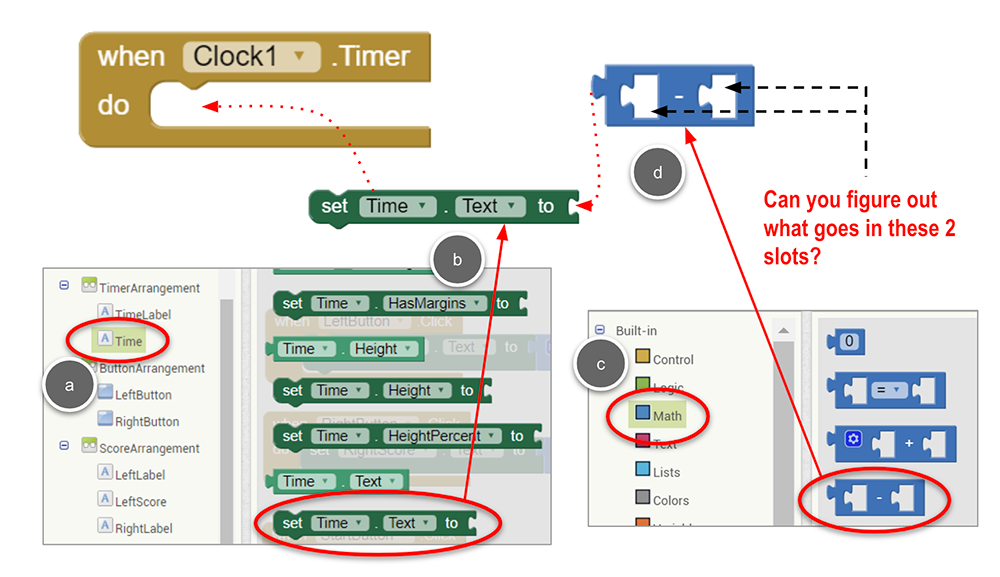 when Clock1 .Timer
do
-
d
set Time . Text to
Can you figure out
what goes in these 2
slots?
b
TimerArrangement
TimeLabel
Time
a
ButtonArrangement
LeftButton
RightButton
ScoreArrangement
LeftLabel
LeftScore
RightLabel
set Time . HasMargins to
when LeftButton .Click
Time . Height
Text to
set Time . Height to
RightButton .Click
set Time . HeightPercent to
do set RightScore . Text to
Time . Text
set Time . Text to
StartButton .Click
Built-in
c
Control
Logic
Math
Text
Lists
Colors
0
=
+
-